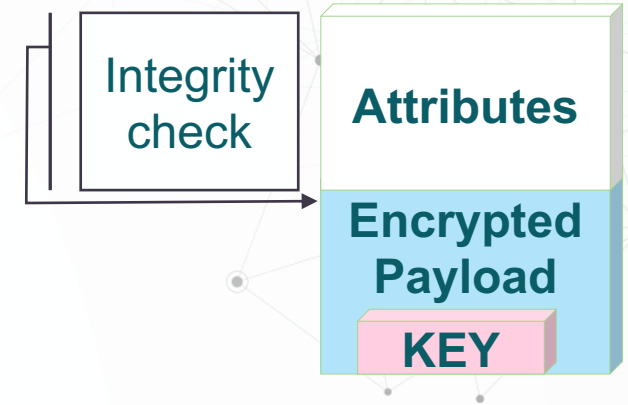 Integrity
check
Attributes
Encrypted
Payload
KEY